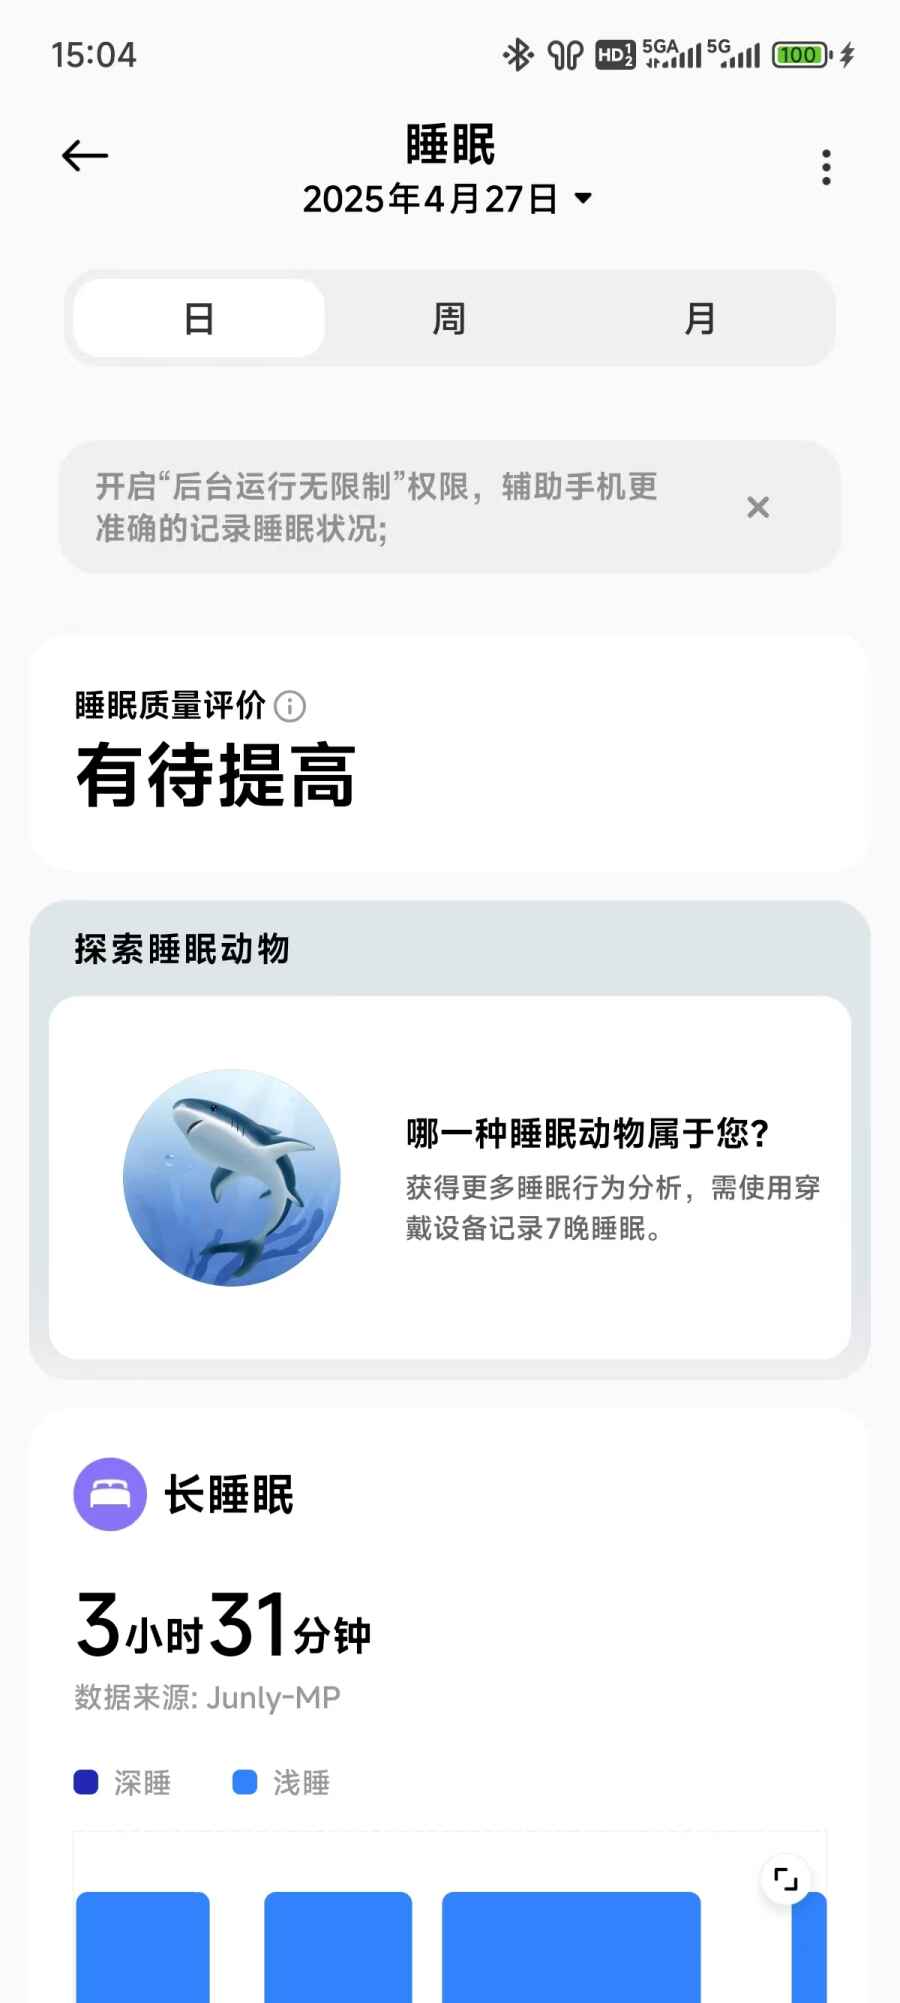 15:04
HD 1 2 5GA 5G 100
睡眠
2025年4月27日
日 周 月
开启“后台运行无限制”权限，辅助手机更
准确的记录睡眠状况;
睡眠质量评价
有待提高
探索睡眠动物
哪一种睡眠动物属于您?
获得更多睡眠行为分析，需使用穿
戴设备记录7晚睡眠。
长睡眠
3小时31分钟
数据来源: Junly-MP
深睡 浅睡